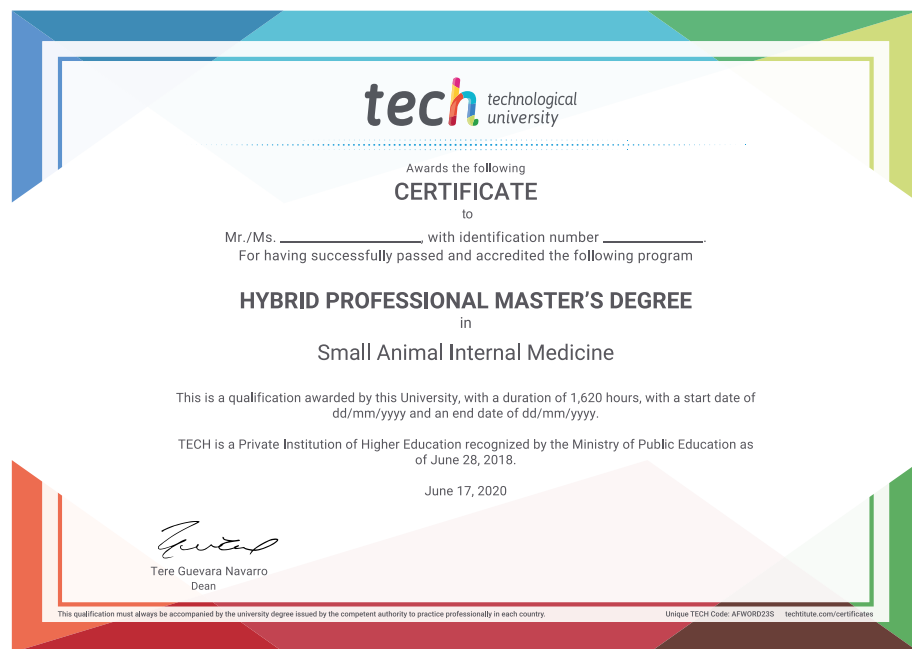 tech technological
university
Awards the following
CERTIFICATE
to
Mr./Ms. ____________________, with identification number ______________.
For having successfully passed and accredited the following program
HYBRID PROFESSIONAL MASTER'S DEGREE
in
Small Animal Internal Medicine
This is a qualification awarded by this University, with a duration of 1,620 hours, with a start date of
dd/mm/yyyy and an end date of dd/mm/yyyy.
TECH is a Private Institution of Higher Education recognized by the Ministry of Public Education as
of June 28, 2018.
June 17, 2020
Tere Guevara Navarro
Dean
This qualification must always be accompanied by the university degree issued by the competent authority to practice professionally in each country. Unique TECH Code: AFWORD23S techtitute.com/certificates